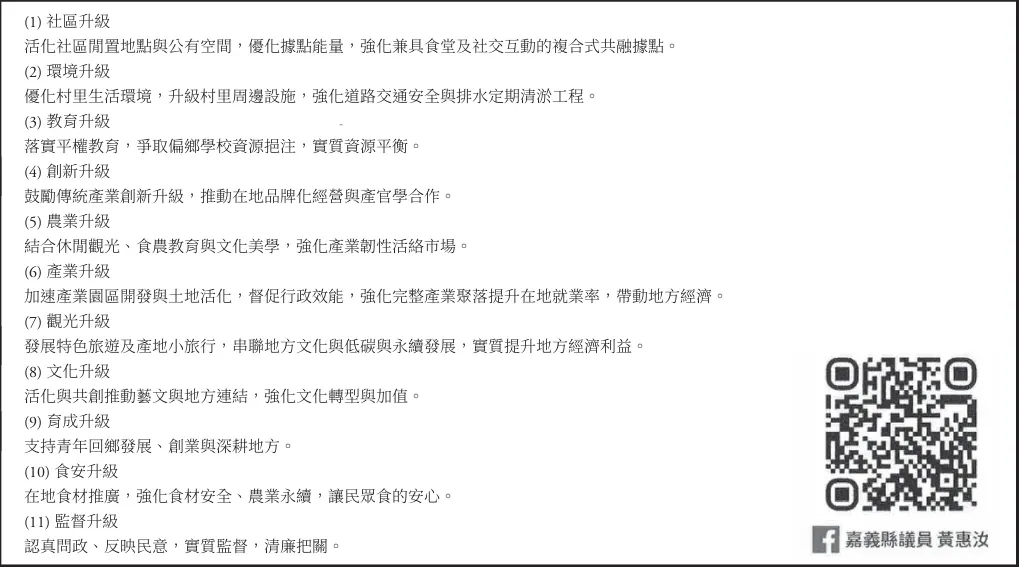 (1) 社區升級
活化社區閒置地點與公有空間，優化據點能量，強化兼具食堂及社交互動的複合式共融據點。
(2) 環境升級
優化村里生活環境，升級村里周邊設施，強化道路交通安全與排水定期清淤工程。
(3) 教育升級
落實平權教育，爭取偏鄉學校資源挹注，實質資源平衡。
(4) 創新升級
鼓勵傳統產業創新升級，推動在地品牌化經營與產官學合作。
(5) 農業升級
結合休閒觀光、食農教育與文化美學，強化產業韌性活絡市場。
(6) 產業升級
加速產業園區開發與土地活化，督促行政效能，強化完整產業聚落提升在地就業率，帶動地方經濟。
(7) 觀光升級
發展特色旅遊及產地小旅行，串聯地方文化與低碳與永續發展，實質提升地方經濟利益。
(8) 文化升級
活化與共創推動藝文與地方連結，強化文化轉型與加值。
(9) 育成升級
支持青年回鄉發展、創業與深耕地方。
(10) 食安升級
在地食材推廣，強化食材安全、農業永續，讓民眾食的安心。
(11) 監督升級
認真問政、反映民意，實質監督，清廉把關。
嘉義縣議員 黃惠汝